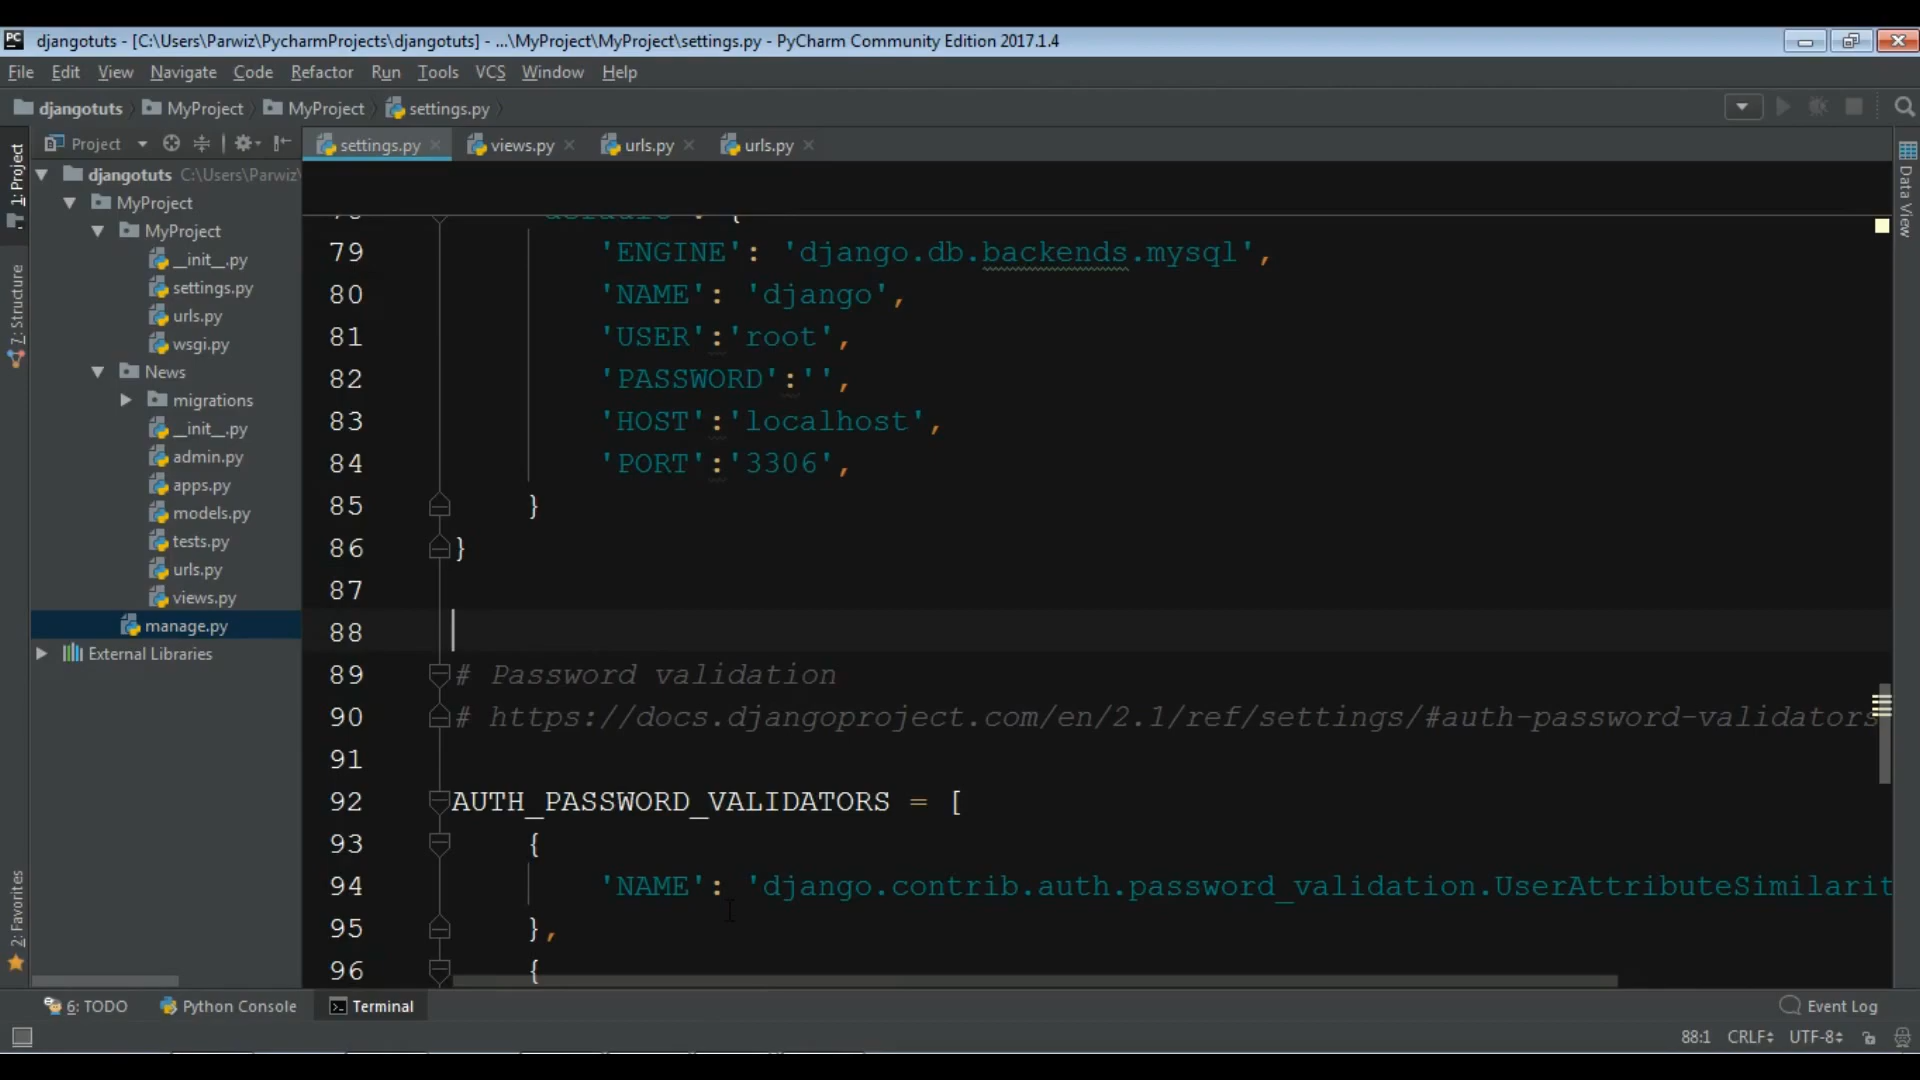 PC djangotuts - [C:\Users\Parwiz\PycharmProjects\djangotuts] - ...\MyProject\MyProject\settings.py - PyCharm Community Edition 2017.1.4
File Edit View Navigate Code Refactor Run Tools VCS Window Help
djangotuts MyProject MyProject settings.py
Project
settings.py views.py urls.py urls.py
1: Project
7: Structure
2: Favorites
Data View
djangotuts C:\Users\Parwiz\
MyProject
MyProject
__init__.py
settings.py
urls.py
wsgi.py
News
migrations
__init__.py
admin.py
apps.py
models.py
tests.py
urls.py
views.py
manage.py
External Libraries
79 'ENGINE': 'django.db.backends.mysql',
80 'NAME': 'django',
81 'USER':'root',
82 'PASSWORD':'',
83 'HOST':'localhost',
84 'PORT':'3306',
85 }
86 }
87
88
89 # Password validation
90 # https://docs.djangoproject.com/en/2.1/ref/settings/#auth-password-validators
91
92 AUTH_PASSWORD_VALIDATORS = [
93 {
94 'NAME': 'django.contrib.auth.password_validation.UserAttributeSimilarit
95 },
96 {
6: TODO Python Console Terminal Event Log
88:1 CRLF UTF-8